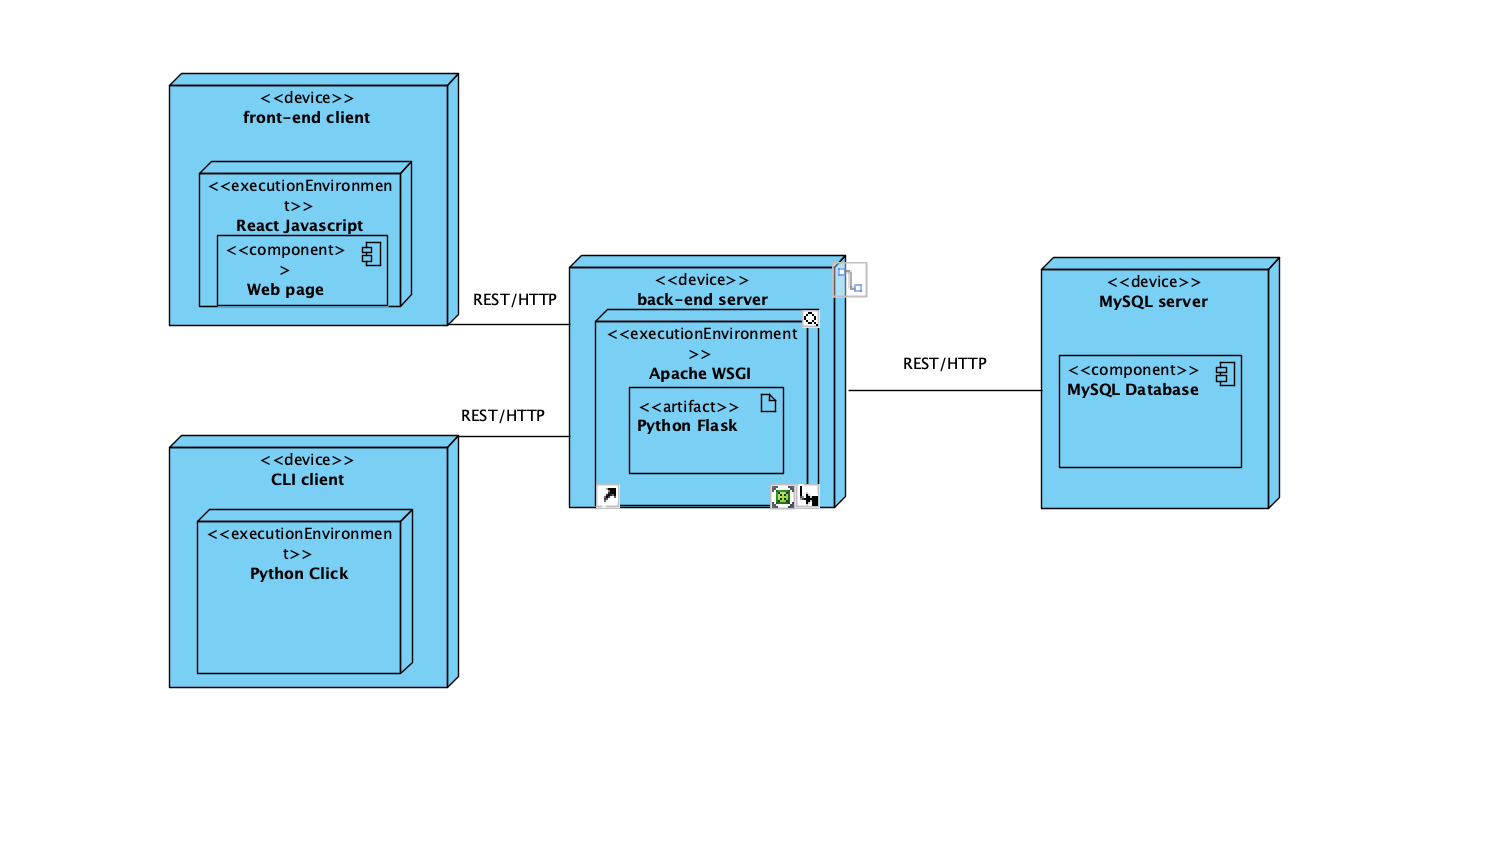 <<device>>
front-end client
<<executionEnvironmen
t>>
React Javascript
<<component>
>
Web page
REST/HTTP
<<device>>
back-end server
<<executionEnvironment
>>
Apache WSGI
<<artifact>>
Python Flask
REST/HTTP
<<device>>
MySQL server
<<component>>
MySQL Database
REST/HTTP
<<device>>
CLI client
<<executionEnvironmen
t>>
Python Click